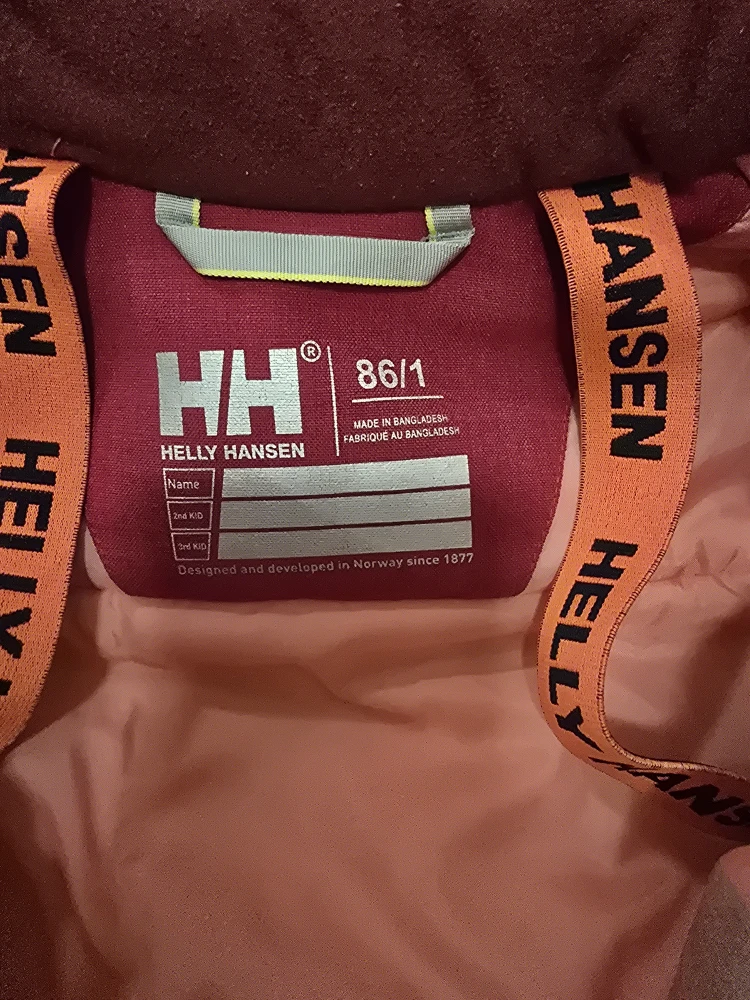 HH®
HELLY HANSEN
86/1
MADE IN BANGLADESH
FABRIQUÉ AU BANGLADESH
Name
2nd KID
3rd KID
Designed and developed in Norway since 1877
HANSEN
HELLY
HANSEN
HELLY HANS